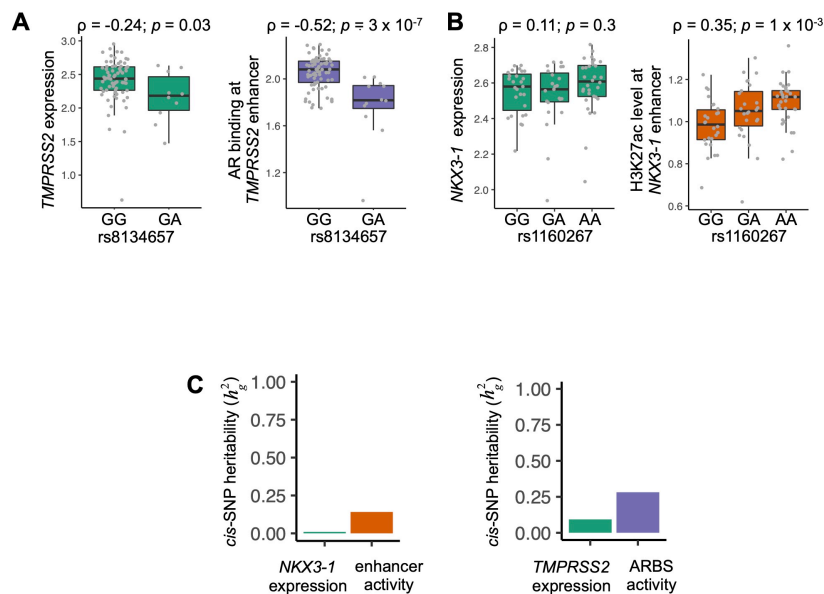 A
ρ = -0.24; p = 0.03
TMPRSS2 expression
3.0
2.5
2.0
1.5
1.0
GG GA
rs8134657
ρ = -0.52; p = 3 x 10-7
AR binding at
TMPRSS2 enhancer
2.0
1.6
1.2
GG GA
rs8134657
B
ρ = 0.11; p = 0.3
NKX3-1 expression
2.8
2.6
2.4
2.2
2.0
GG GA AA
rs1160267
ρ = 0.35; p = 1 x 10-3
H3K27ac level at
NKX3-1 enhancer
1.2
1.0
0.8
0.6
GG GA AA
rs1160267
C
cis-SNP heritability (h²g)
1.00
0.75
0.50
0.25
0.00
NKX3-1 enhancer
expression activity
cis-SNP heritability (h²g)
1.00
0.75
0.50
0.25
0.00
TMPRSS2 ARBS
expression activity